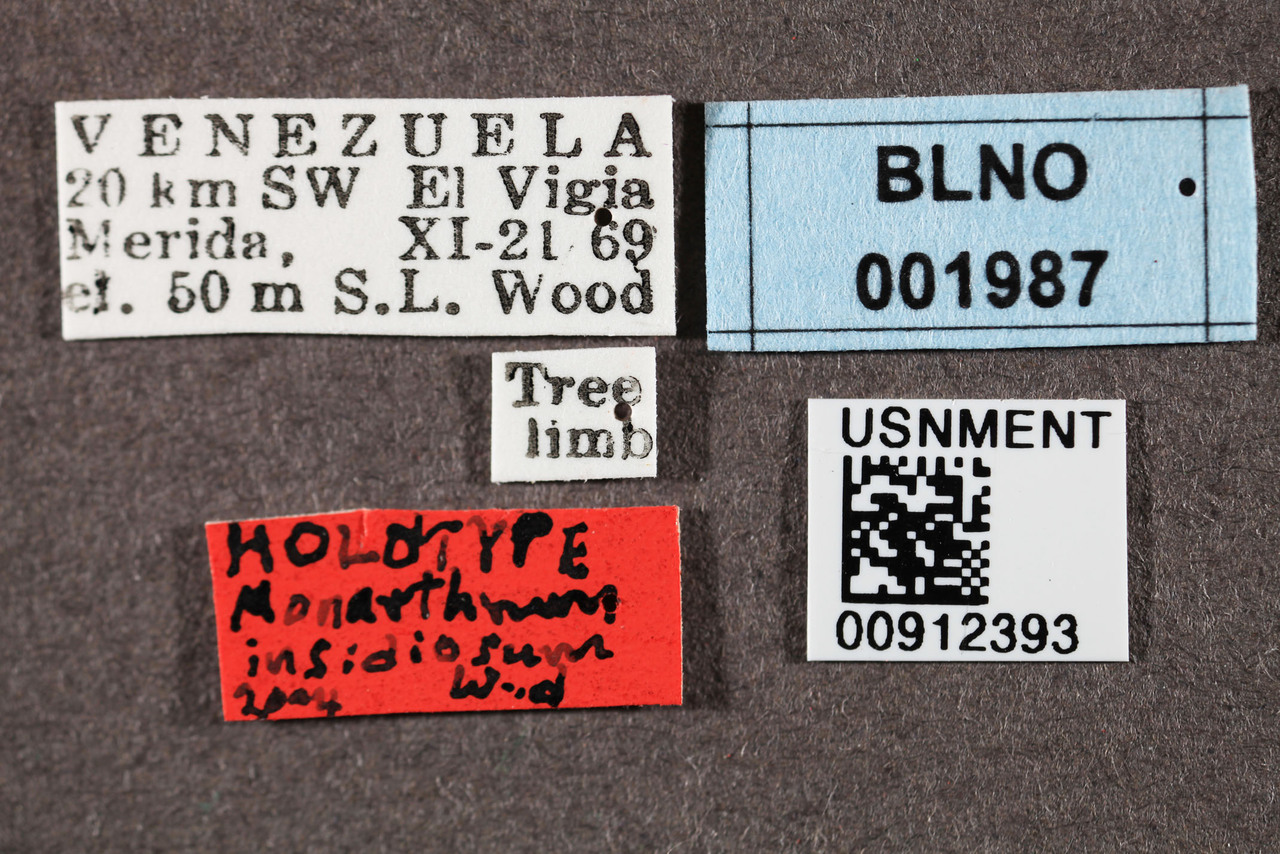 VENEZUELA
20 km SW El Vigia
Merida, XI-21 69
el. 50 m S.L. Wood
BLNO
001987
Tree
limb
USNMENT
00912393
HOLOTYPE
Monarthrum
insidiosum
2004 Wood